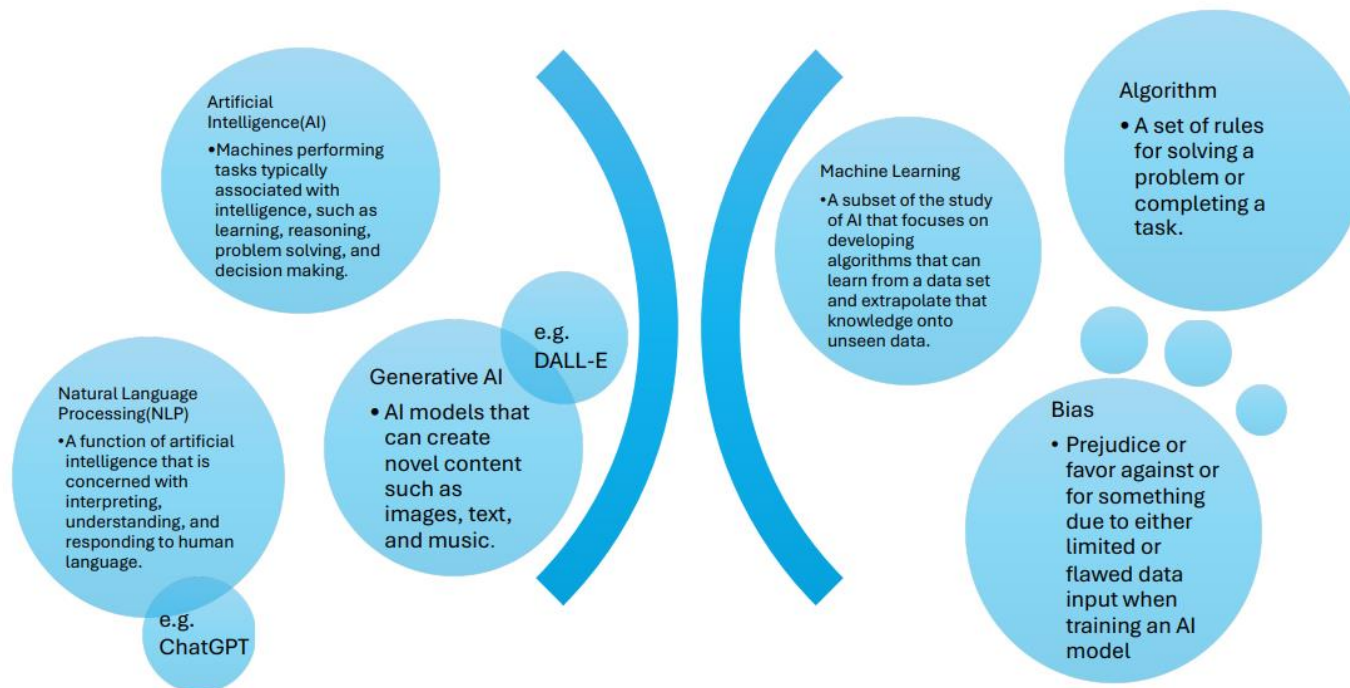 Artificial
Intelligence(AI)
•Machines performing
tasks typically
associated with
intelligence, such as
learning, reasoning,
problem solving, and
decision making.
Natural Language
Processing(NLP)
•A function of artificial
intelligence that is
concerned with
interpreting,
understanding, and
responding to human
language.
e.g.
ChatGPT
Generative AI
• AI models that
can create
novel content
such as
images, text,
and music.
e.g.
DALL-E
Machine Learning
•A subset of the study
of AI that focuses on
developing
algorithms that can
learn from a data set
and extrapolate that
knowledge onto
unseen data.
Algorithm
• A set of rules
for solving a
problem or
completing a
task.
Bias
• Prejudice or
favor against or
for something
due to either
limited or
flawed data
input when
training an AI
model